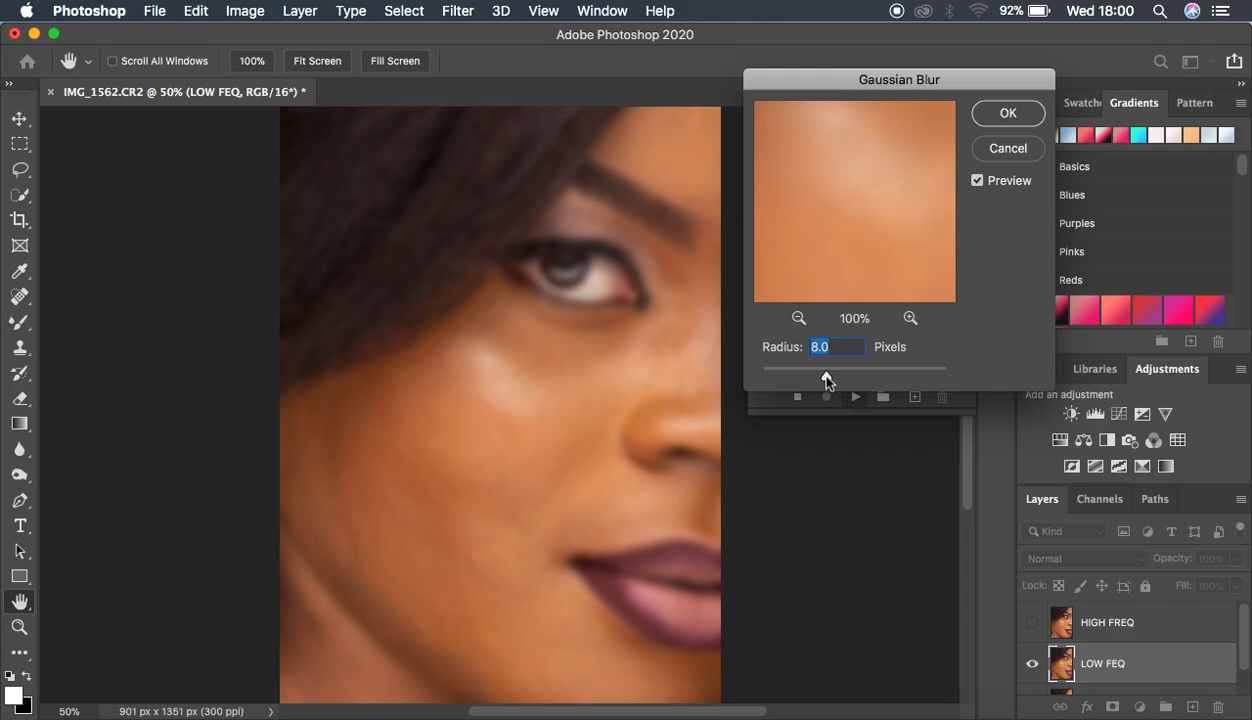 Photoshop File Edit Image Layer Type Select Filter 3D View Window Help 92% Wed 18:00
Adobe Photoshop 2020
Scroll All Windows 100% Fit Screen Fill Screen
IMG_1562.CR2 @ 50% (LOW FEQ, RGB/16*) *
Gaussian Blur
OK
Cancel
Preview
100%
Radius: 8.0 Pixels
Swatche Gradients Pattern
Basics
Blues
Purples
Pinks
Reds
Libraries Adjustments
Add an adjustment
Layers Channels Paths
Kind
Normal Opacity: 100%
Lock: Fill: 100%
HIGH FREQ
LOW FEQ
50% 901 px x 1351 px (300 ppi)